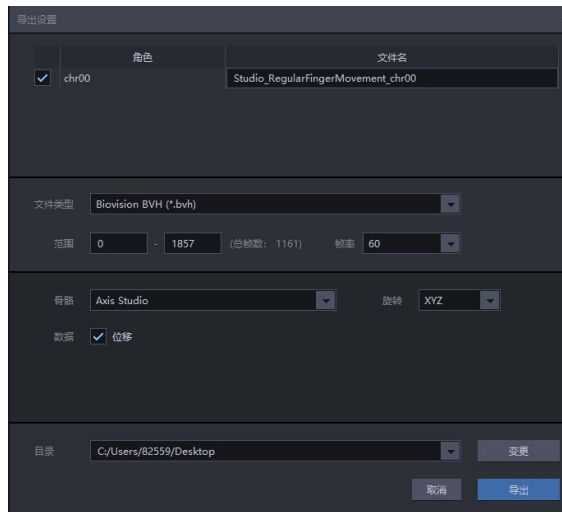 导出设置
角色 文件名
chr00 Studio_RegularFingerMovement_chr00
文件类型 Biovision BVH (*.bvh)
范围 0 - 1857 (总帧数: 1161) 帧率 60
骨骼 Axis Studio 旋转 XYZ
数据 位移
目录 C:/Users/82559/Desktop 变更
取消 导出